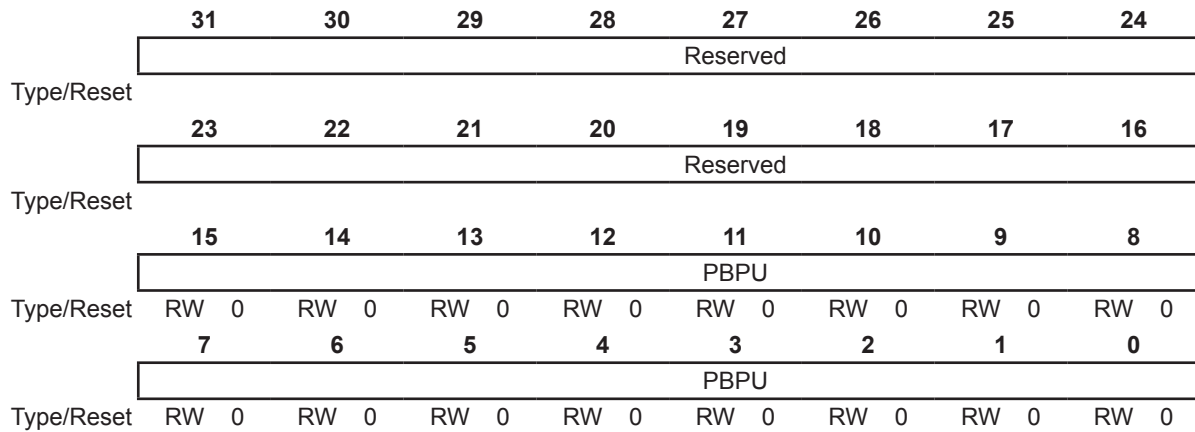 31 30 29 28 27 26 25 24
Reserved
Type/Reset
23 22 21 20 19 18 17 16
Reserved
Type/Reset
15 14 13 12 11 10 9 8
PBPU
Type/Reset RW 0 RW 0 RW 0 RW 0 RW 0 RW 0 RW 0 RW 0
7 6 5 4 3 2 1 0
PBPU
Type/Reset RW 0 RW 0 RW 0 RW 0 RW 0 RW 0 RW 0 RW 0